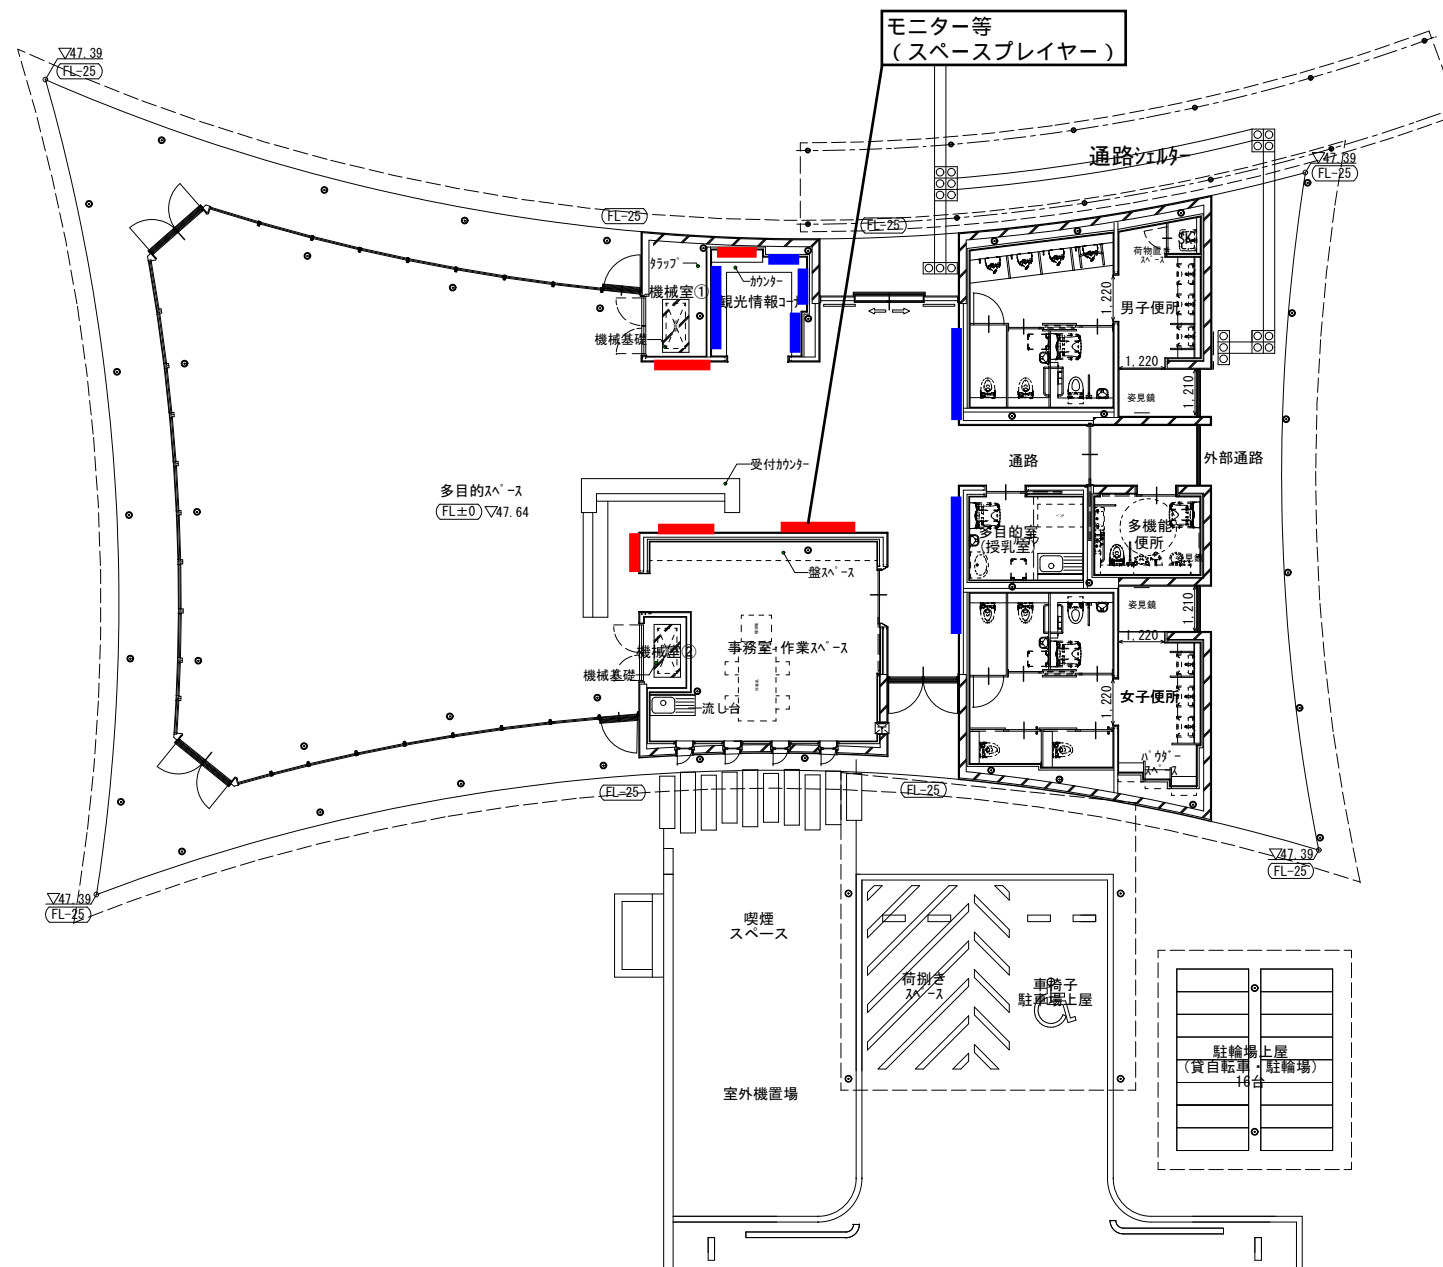 モニター等
(スペースプレイヤー)
▽47.39
FL-25
通路ｼｪﾙﾀｰ
▽47.39
FL-25
FL-25
FL-25
ﾀﾗｯﾌﾟ
機械室①
ｶｳﾝﾀｰ
観光情報ｺｰﾅ
機械基礎
荷物置き
ｽﾍﾟｰｽ
男子便所
1,220
1,220
1,210
姿見鏡
受付ｶｳﾝﾀｰ
通路
外部通路
多目的ｽﾍﾟｰｽ
FL±0 ▽47.64
多目的室
(授乳室)
多機能
便所
盤ｽﾍﾟｰｽ
姿見鏡
1,210
1,220
機械室②
事務室・作業ｽﾍﾟｰｽ
機械基礎
流し台
1,220
女子便所
ﾊﾟｳﾀﾞｰ
ｽﾍﾟｰｽ
FL-25
FL-25
▽47.39
FL-25
▽47.39
FL-25
喫煙
スペース
荷捌き
ｽﾍﾟｰｽ
車椅子
駐車場上屋
駐輪場上屋
(貸自転車・駐輪場)
16台
室外機置場